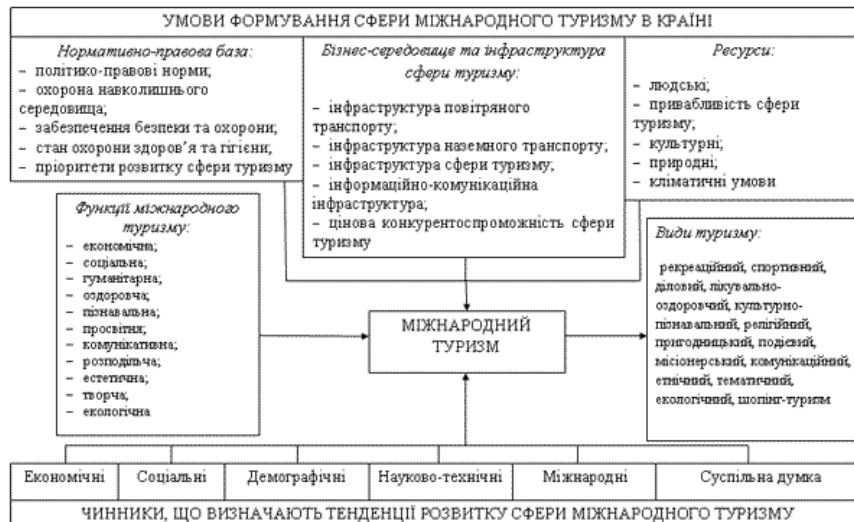 УМОВИ ФОРМУВАННЯ СФЕРИ МІЖНАРОДНОГО ТУРИЗМУ В КРАЇНІ
Нормативно-правова база:
– політико-правові норми;
– охорона навколишнього
середовища;
– забезпечення безпеки та охорони;
– стан охорони здоров’я та гігієни;
– пріоритети розвитку сфери туризму
Бізнес-середовище та інфраструктура
сфери туризму:
– інфраструктура повітряного
транспорту;
– інфраструктура наземного транспорту;
– інфраструктура сфери туризму;
– інформаційно-комунікаційна
інфраструктура;
– цінова конкурентоспроможність сфери
туризму
Ресурси:
– людські;
– привабливість сфери
туризму;
– культурні;
– природні;
– кліматичні умови
Функції міжнародного
туризму:
– економічна;
– соціальна;
– гуманітарна;
– оздоровча;
– пізнавальна;
– просвітня;
– комунікативна;
– розподільча;
– естетична;
– творча;
– екологічна
МІЖНАРОДНИЙ
ТУРИЗМ
Види туризму:
рекреаційний, спортивний,
діловий, лікувально-
оздоровчий, культурно-
пізнавальний, релігійний,
пригодницький, подієвий,
місіонерський, комунікаційний,
етнічний, тематичний,
екологічний, шопінг-туризм
Економічні
Соціальні
Демографічні
Науково-технічні
Міжнародні
Суспільна думка
ЧИННИКИ, ЩО ВИЗНАЧАЮТЬ ТЕНДЕНЦІЇ РОЗВИТКУ СФЕРИ МІЖНАРОДНОГО ТУРИЗМУ